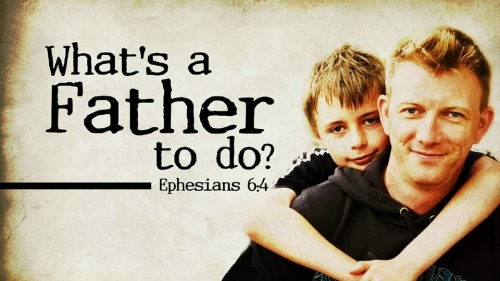 What's a
Father
to do?
Ephesians 6:4